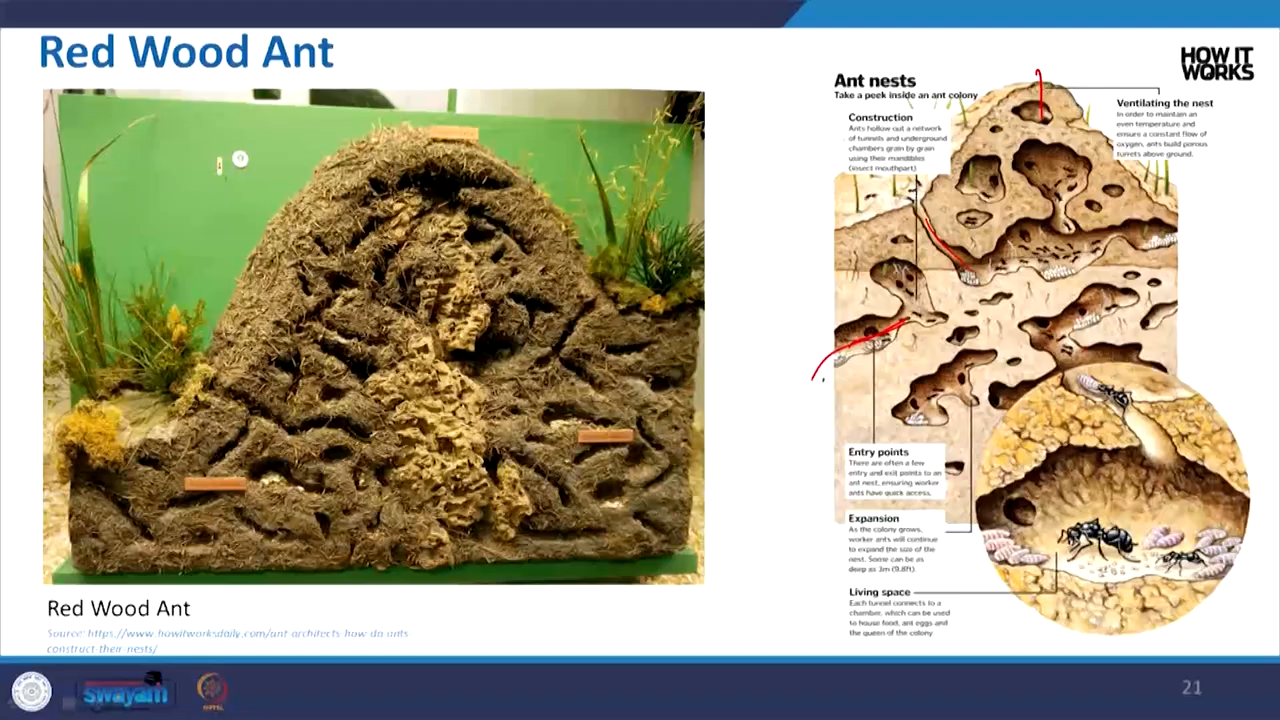 Red Wood Ant
HOW IT
WORKS
Ant nests
Take a peek inside an ant colony
Construction
Ants hollow out a network
of tunnels and underground
chambers grain by grain
using their mandibles
(insect mouthpart)
Ventilating the nest
In order to maintain an
even temperature and
ensure a constant flow of
oxygen, ants build porous
turrets above ground.
Entry points
There are often a few
entry and exit points to an
ant nest, ensuring worker
ants have quick access.
Expansion
As the colony grows,
worker ants will continue
to expand the size of the
nest. Some can be as
deep as 3m (9.8ft).
Living space
Each tunnel connects to a
chamber, which can be used
to house food, ant eggs and
the queen of the colony
Red Wood Ant
Source: https://www.howitworksdaily.com/ant-architects-how-do-ants
construct-their-nests/
swayam
21